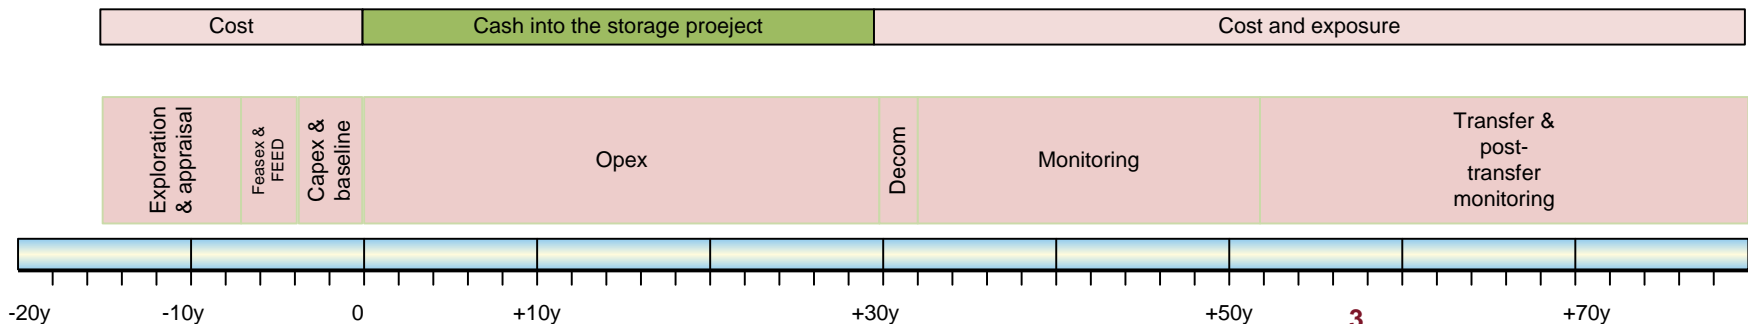 Cost
Cash into the storage proeject
Cost and exposure
Exploration
& appraisal
Feasex &
FEED
Capex &
baseline
Opex
Decom
Monitoring
Transfer &
post-
transfer
monitoring
-20y
-10y
0
+10y
+30y
+50y
3
+70y